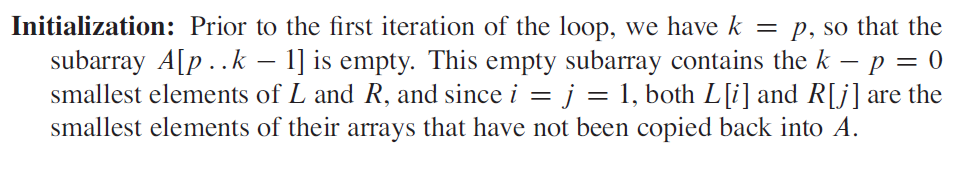 Initialization: Prior to the first iteration of the loop, we have k = p, so that the
subarray A[p . . k − 1] is empty. This empty subarray contains the k − p = 0
smallest elements of L and R, and since i = j = 1, both L[i] and R[j] are the
smallest elements of their arrays that have not been copied back into A.